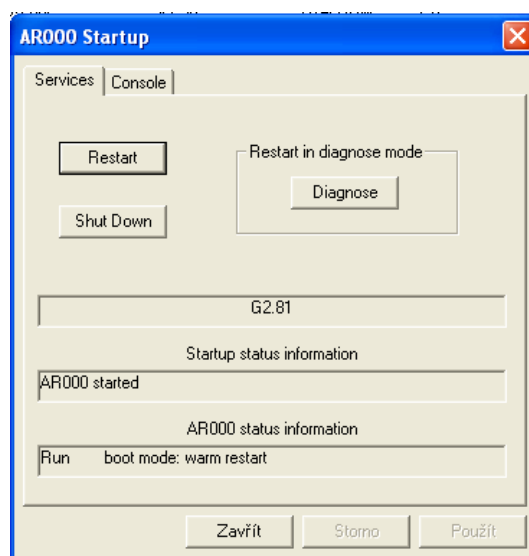 AR000 Startup
Services
Console
Restart
Restart in diagnose mode
Diagnose
Shut Down
G2.81
Startup status information
AR000 started
AR000 status information
Run boot mode: warm restart
Zavřít
Storno
Použít